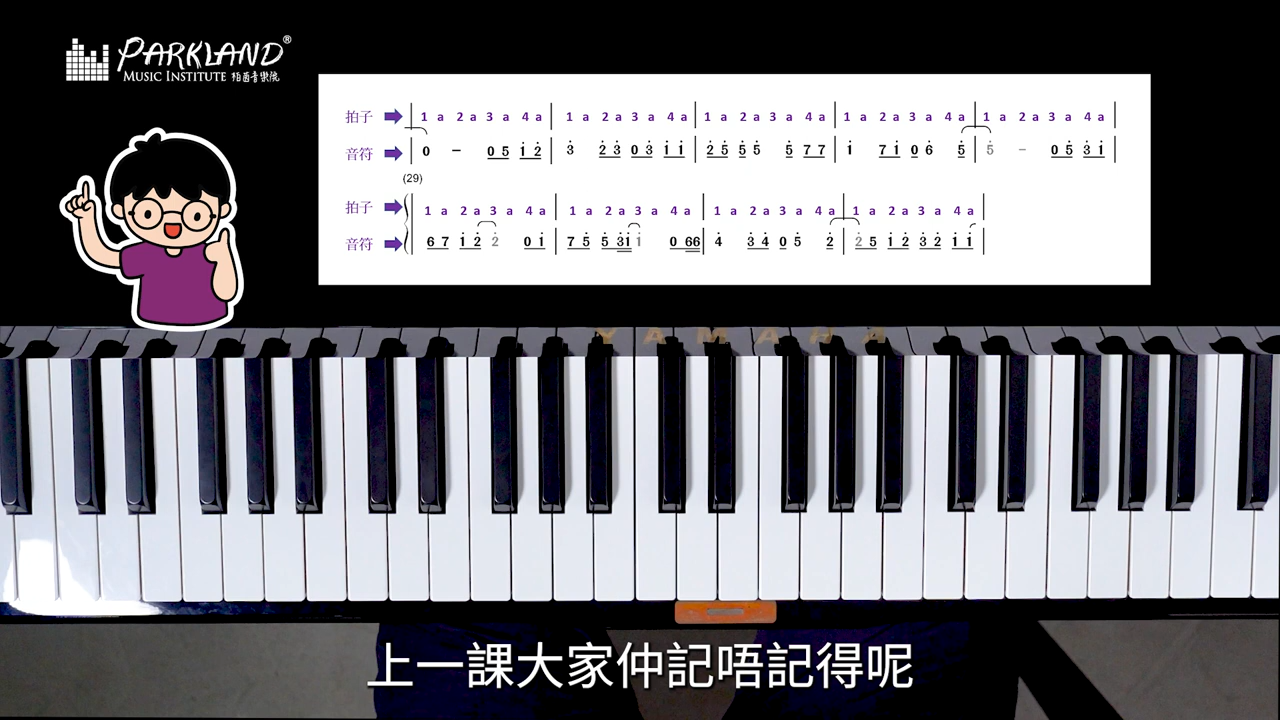 PARKLAND®
MUSIC INSTITUTE 柏斯音樂院
拍子 1 a 2 a 3 a 4 a | 1 a 2 a 3 a 4 a | 1 a 2 a 3 a 4 a | 1 a 2 a 3 a 4 a | 1 a 2 a 3 a 4 a |
音符 0 – 0 5 1 2 | 3 2 3 0 3 1 1 | 2 5 5 5 5 7 7 | 1 7 1 0 6 5 | 5 – 0 5 3 1 |
(29)
拍子 1 a 2 a 3 a 4 a | 1 a 2 a 3 a 4 a | 1 a 2 a 3 a 4 a | 1 a 2 a 3 a 4 a |
音符 6 7 1 2 2 0 1 | 7 5 5 3 1 1 0 6 6 | 4 3 4 0 5 2 | 2 5 1 2 3 2 1 1 |
YAMAHA
上一課大家仲記唔記得呢